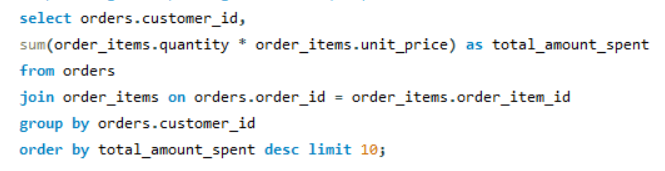 select orders.customer_id,
sum(order_items.quantity * order_items.unit_price) as total_amount_spent
from orders
join order_items on orders.order_id = order_items.order_item_id
group by orders.customer_id
order by total_amount_spent desc limit 10;